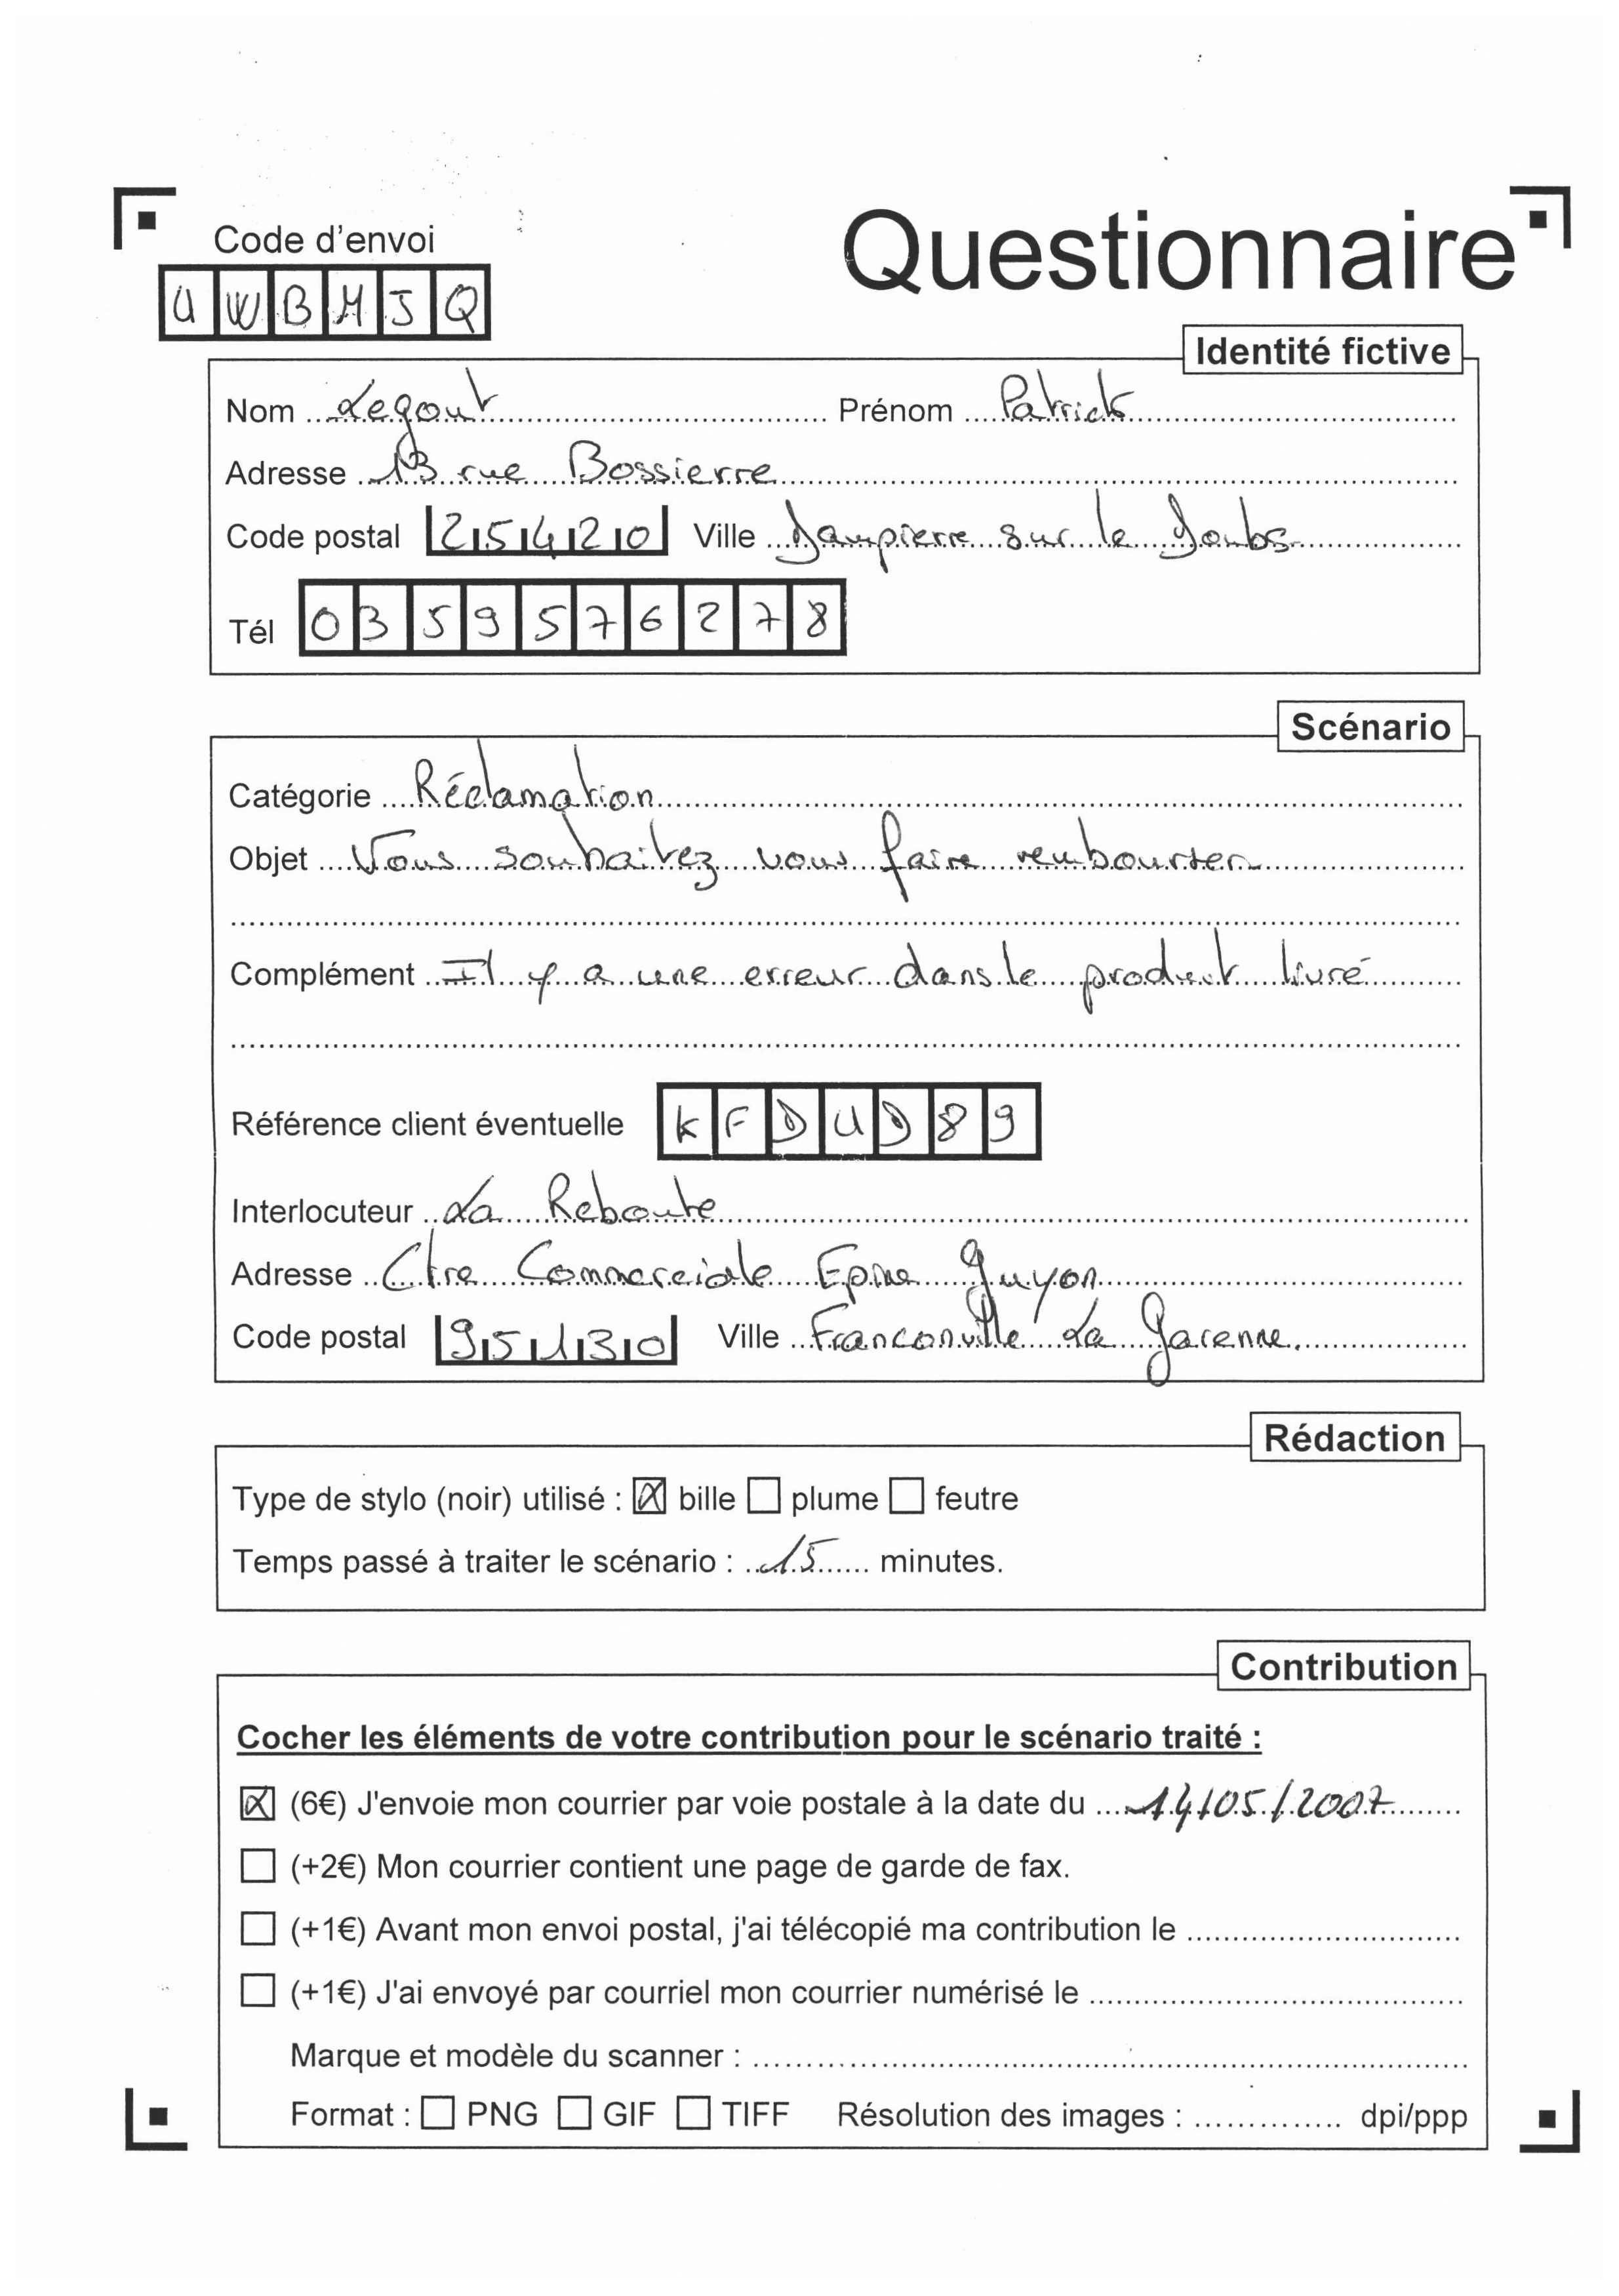 Code d'envoi
Questionnaire
UWBMJQ
Identité fictive
Nom Legout Prénom Patrick
Adresse 13 rue Bossierre
Code postal 25420 Ville Dampierre sur le Doubs
Tél 0359576278
Scénario
Catégorie Réclamation
Objet Vous souhaitez vous faire rembourser
Complément Il y a une erreur dans le produit livré
Référence client éventuelle KFDUD89
Interlocuteur La Reboute
Adresse Ctre Commerciale Epine Guyon
Code postal 95130 Ville Franconville La Garenne.
Rédaction
Type de stylo (noir) utilisé : bille plume feutre
Temps passé à traiter le scénario : 15 minutes.
Contribution
Cocher les éléments de votre contribution pour le scénario traité :
(6€) J'envoie mon courrier par voie postale à la date du 14/05/2007
(+2€) Mon courrier contient une page de garde de fax.
(+1€) Avant mon envoi postal, j'ai télécopié ma contribution le
(+1€) J'ai envoyé par courriel mon courrier numérisé le
Marque et modèle du scanner :
Format : PNG GIF TIFF Résolution des images : dpi/ppp